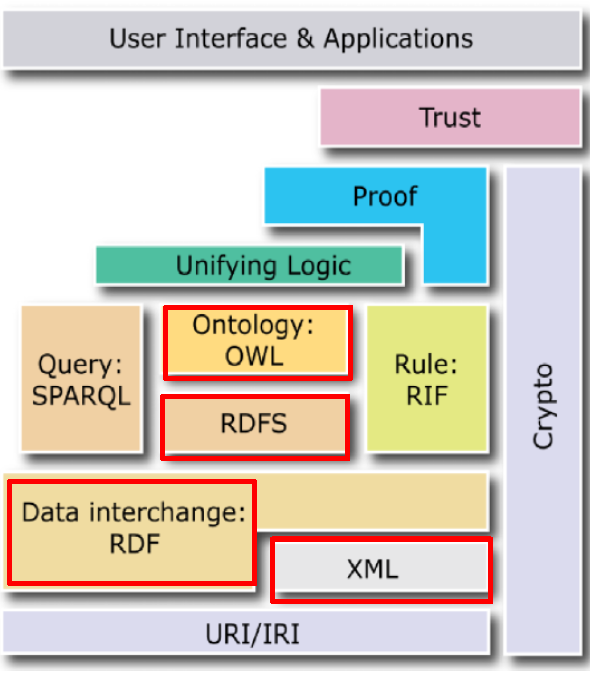 User Interface & Applications
Trust
Proof
Unifying Logic
Query:
SPARQL
Ontology:
OWL
RDFS
Rule:
RIF
Crypto
Data interchange:
RDF
XML
URI/IRI